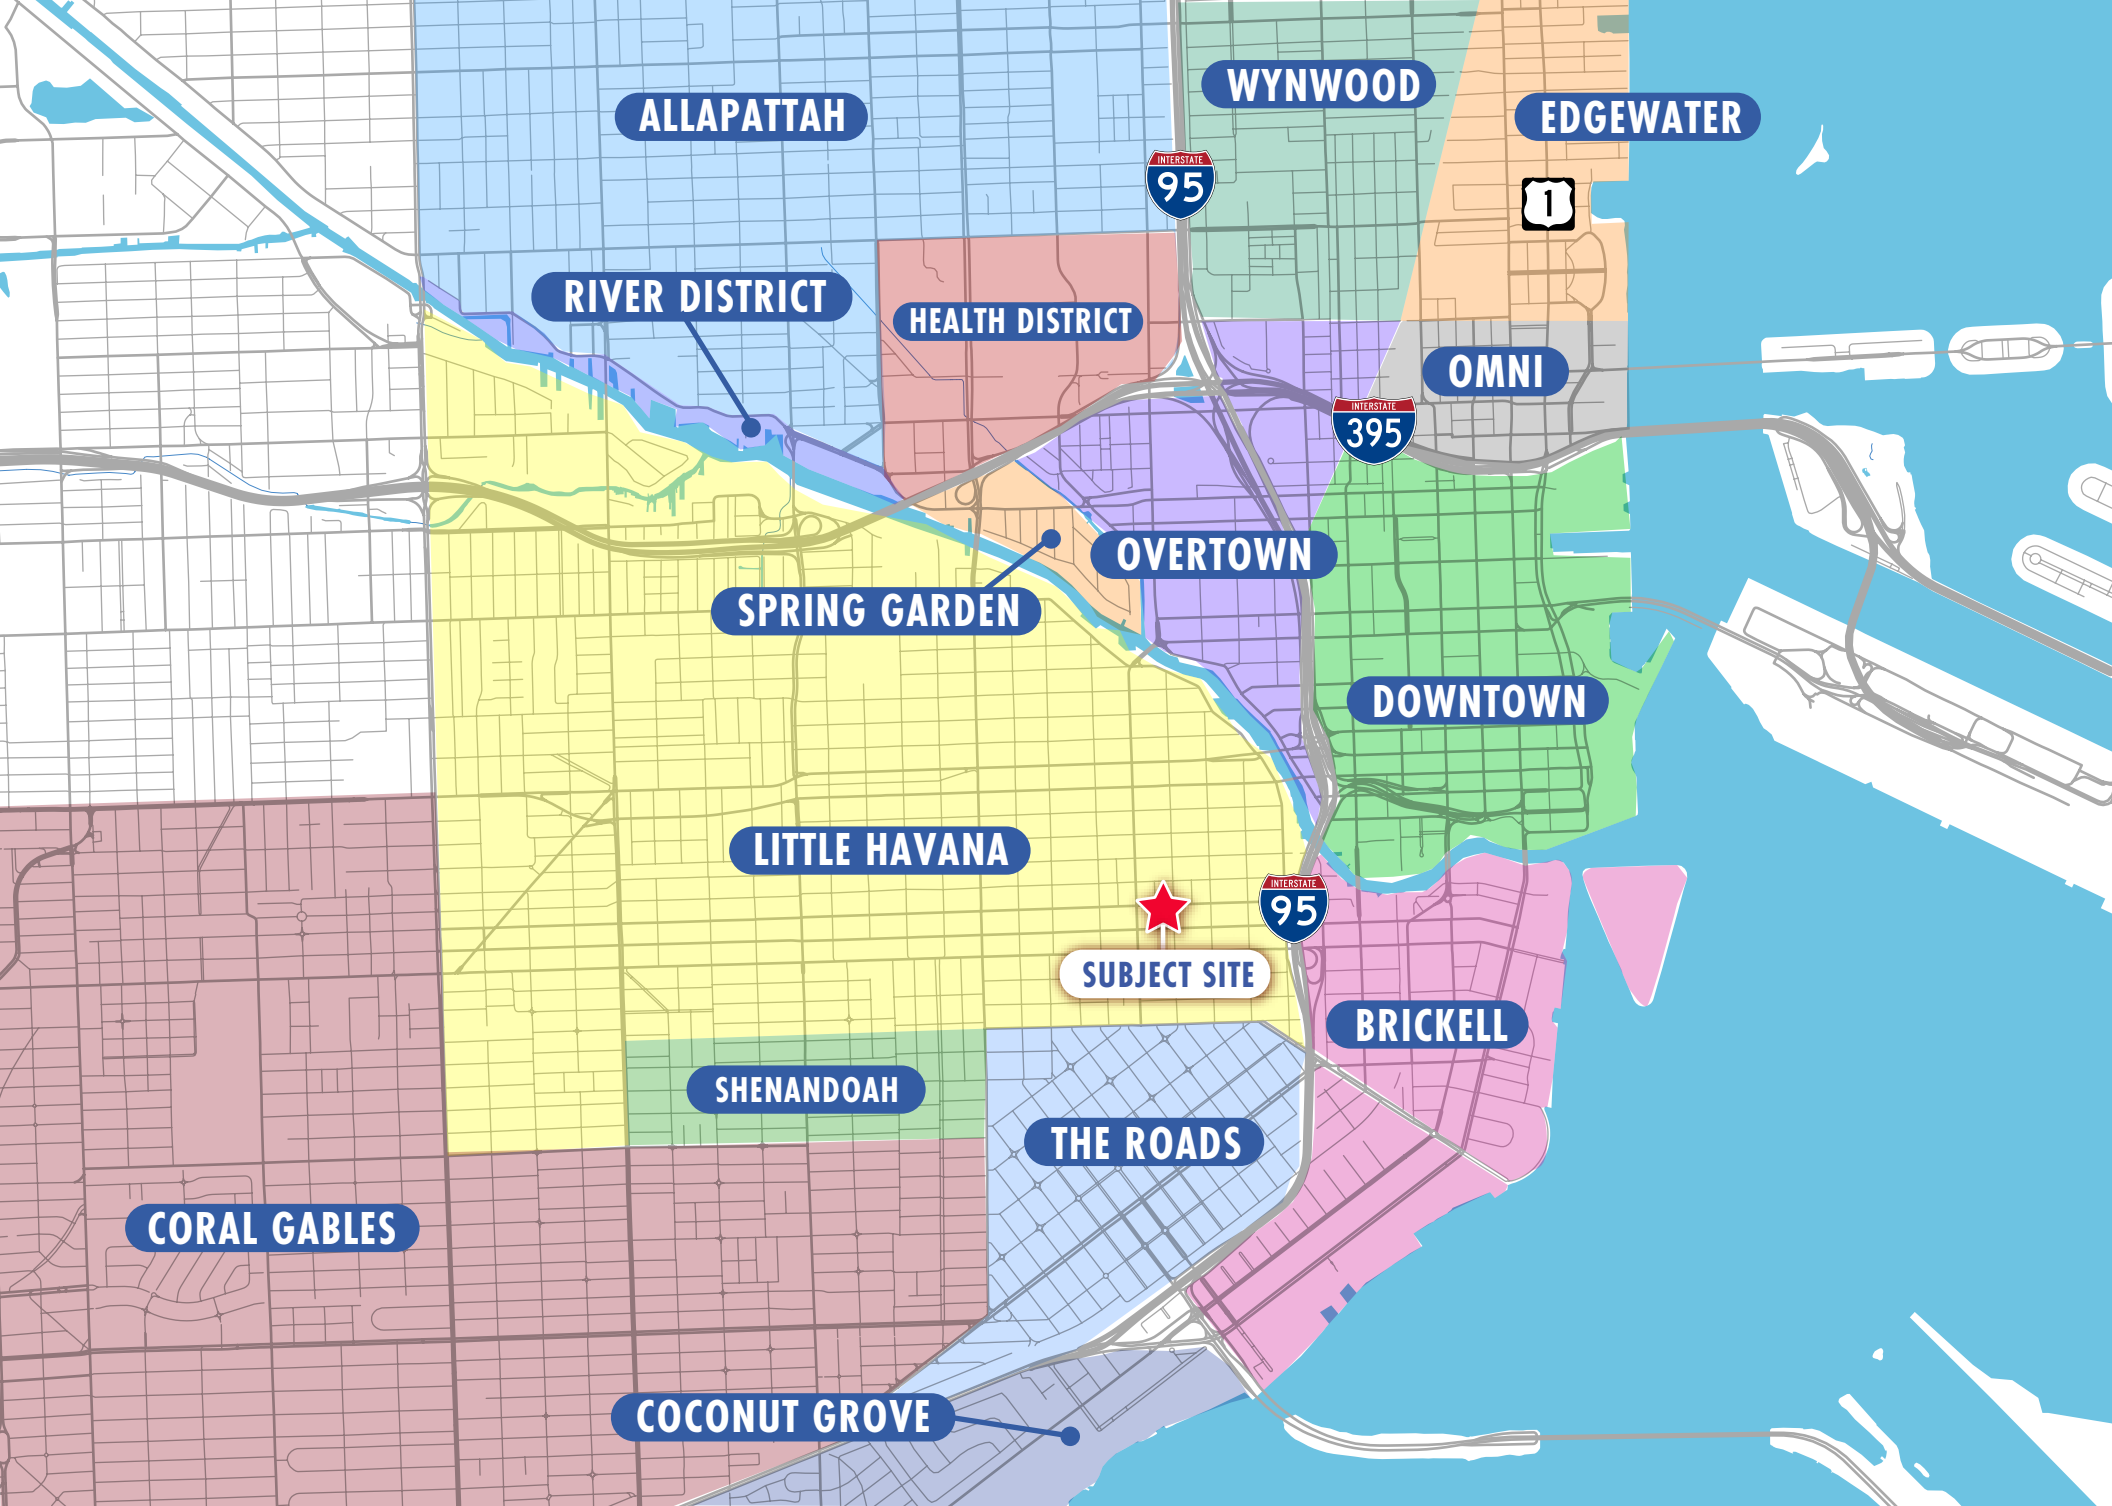 WYNWOOD
ALLAPATTAH
EDGEWATER
INTERSTATE
95
1
RIVER DISTRICT
HEALTH DISTRICT
OMNI
INTERSTATE
395
OVERTOWN
SPRING GARDEN
DOWNTOWN
LITTLE HAVANA
INTERSTATE
95
SUBJECT SITE
BRICKELL
SHENANDOAH
THE ROADS
CORAL GABLES
COCONUT GROVE